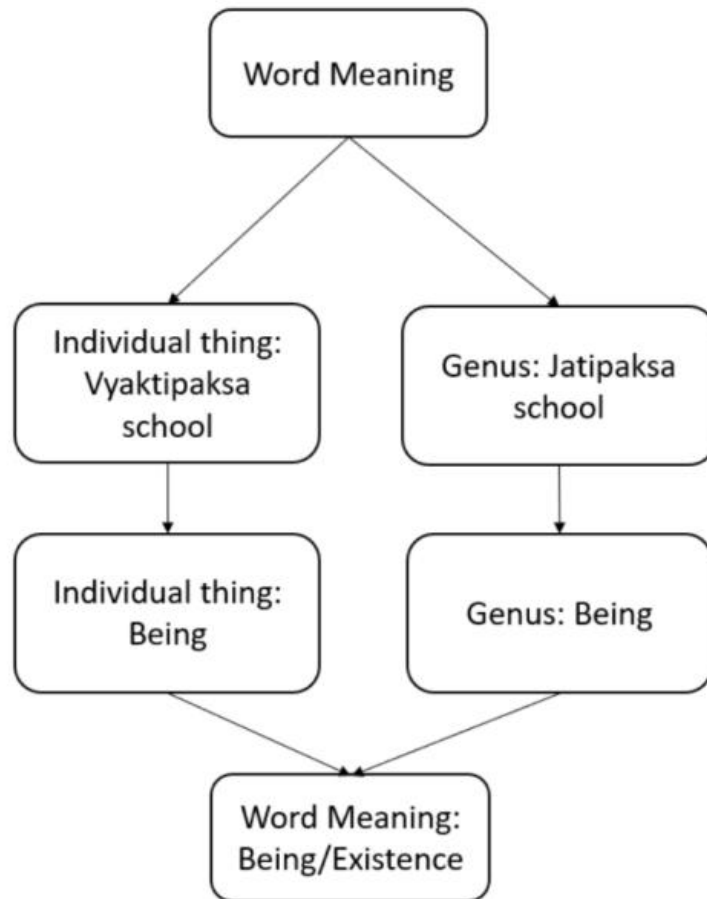 Word Meaning
Individual thing:
Vyaktipaksa
school
Genus: Jatipaksa
school
Individual thing:
Being
Genus: Being
Word Meaning:
Being/Existence